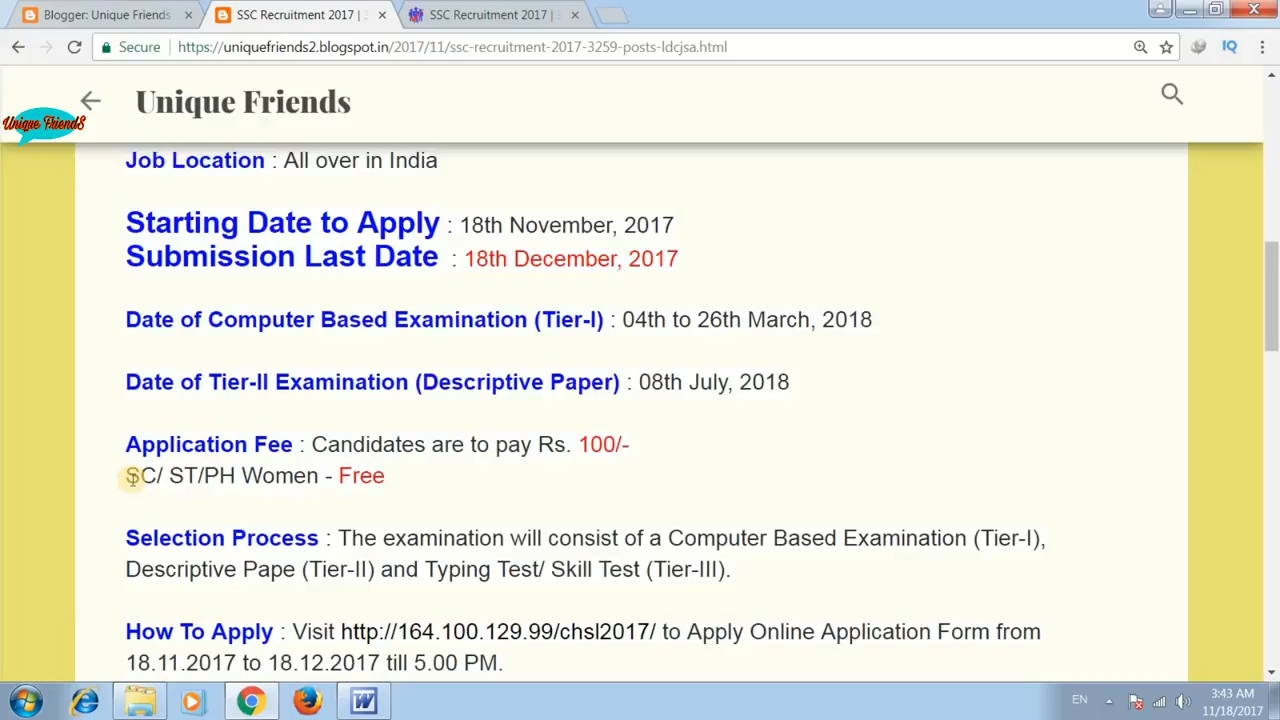 Blogger: Unique Friends
SSC Recruitment 2017 |
SSC Recruitment 2017 |
Secure
https://uniquefriends2.blogspot.in/2017/11/ssc-recruitment-2017-3259-posts-ldcjsa.html
IQ
Unique FriendS
Unique Friends
Job Location : All over in India
Starting Date to Apply : 18th November, 2017
Submission Last Date : 18th December, 2017
Date of Computer Based Examination (Tier-I) : 04th to 26th March, 2018
Date of Tier-II Examination (Descriptive Paper) : 08th July, 2018
Application Fee : Candidates are to pay Rs. 100/-
SC/ ST/PH Women - Free
Selection Process : The examination will consist of a Computer Based Examination (Tier-I),
Descriptive Pape (Tier-II) and Typing Test/ Skill Test (Tier-III).
How To Apply : Visit http://164.100.129.99/chsl2017/ to Apply Online Application Form from
18.11.2017 to 18.12.2017 till 5.00 PM.
EN
3:43 AM
11/18/2017